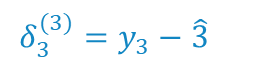 δ₃⁽³⁾ = y₃ − 3̂